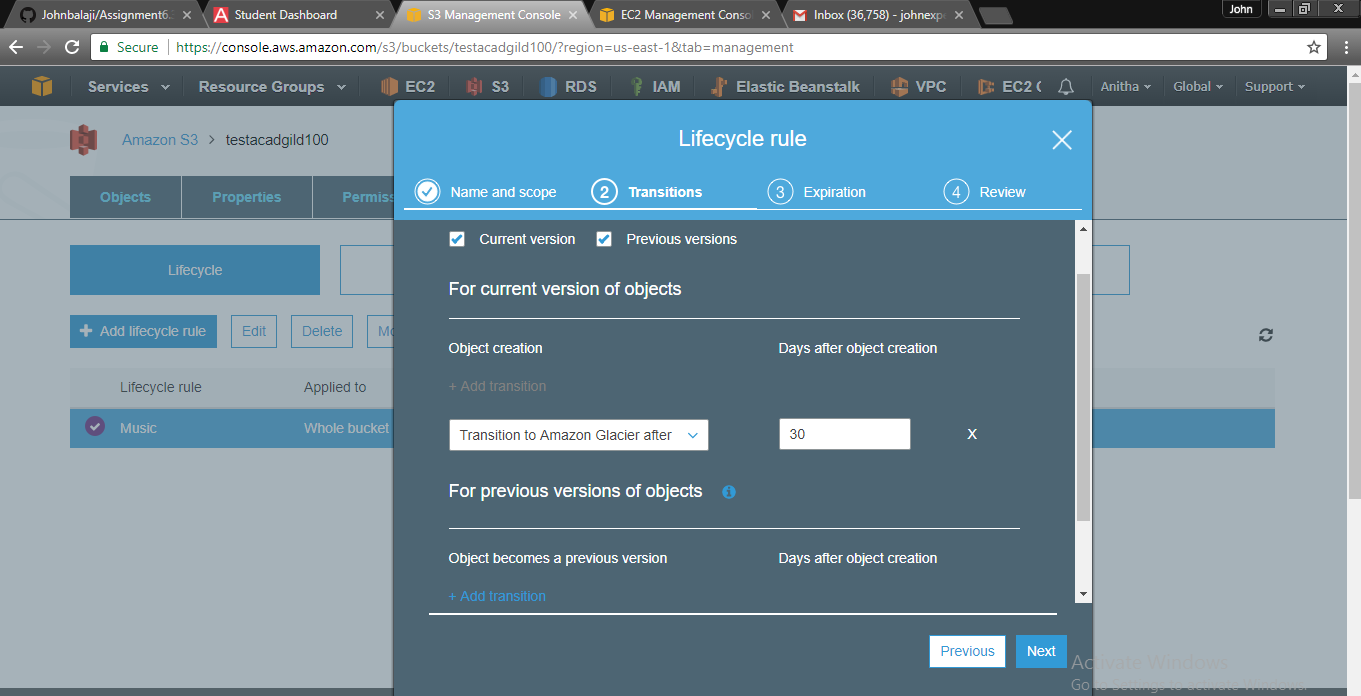 Johnbalaji/Assignment6.
Student Dashboard
S3 Management Console
EC2 Management Conso
Inbox (36,758) - johnexp
John
Secure
https://console.aws.amazon.com/s3/buckets/testacadgild100/?region=us-east-1&tab=management
Services
Resource Groups
EC2
S3
RDS
IAM
Elastic Beanstalk
VPC
EC2 (
Anitha
Global
Support
Amazon S3 > testacadgild100
Objects
Properties
Permiss
Lifecycle
+ Add lifecycle rule
Edit
Delete
Mo
Lifecycle rule
Applied to
Music
Whole bucket
Lifecycle rule
Name and scope
2 Transitions
3 Expiration
4 Review
Current version
Previous versions
For current version of objects
Object creation
Days after object creation
+ Add transition
Transition to Amazon Glacier after
30
X
For previous versions of objects
Object becomes a previous version
Days after object creation
+ Add transition
Previous
Next
Activate Windows
Go to Settings to activate Windows.